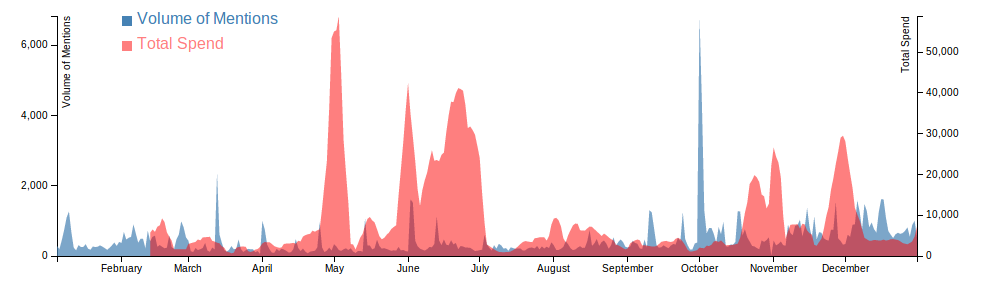 Volume of Mentions
Total Spend
Volume of Mentions
Total Spend
6,000
4,000
2,000
0
50,000
40,000
30,000
20,000
10,000
0
February March April May June July August September October November December